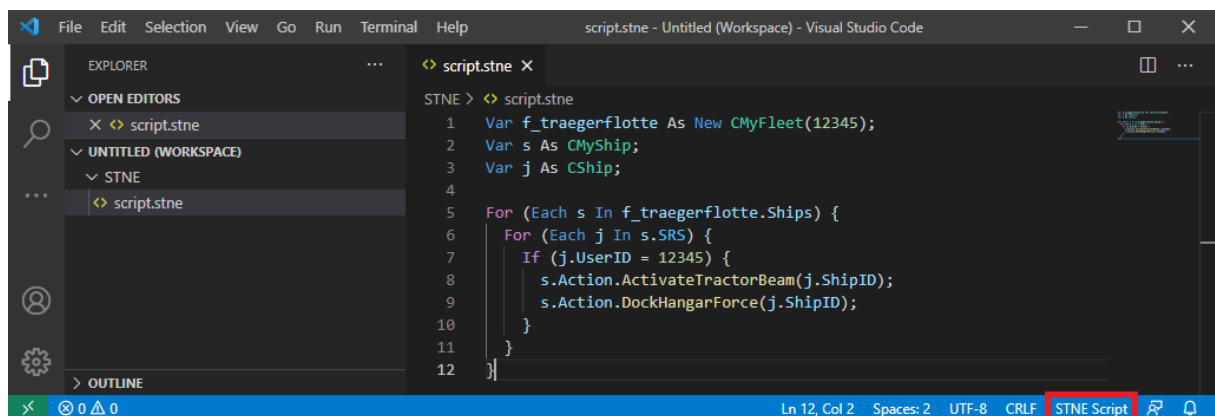 File Edit Selection View Go Run Terminal Help script.stne - Untitled (Workspace) - Visual Studio Code
EXPLORER
OPEN EDITORS
script.stne
UNTITLED (WORKSPACE)
STNE
script.stne
OUTLINE
script.stne
STNE > script.stne
1 Var f_traegerflotte As New CMyFleet(12345);
2 Var s As CMyShip;
3 Var j As CShip;
4
5 For (Each s In f_traegerflotte.Ships) {
6 For (Each j In s.SRS) {
7 If (j.UserID = 12345) {
8 s.Action.ActivateTractorBeam(j.ShipID);
9 s.Action.DockHangarForce(j.ShipID);
10 }
11 }
12 }
0 0 Ln 12, Col 2 Spaces: 2 UTF-8 CRLF STNE Script